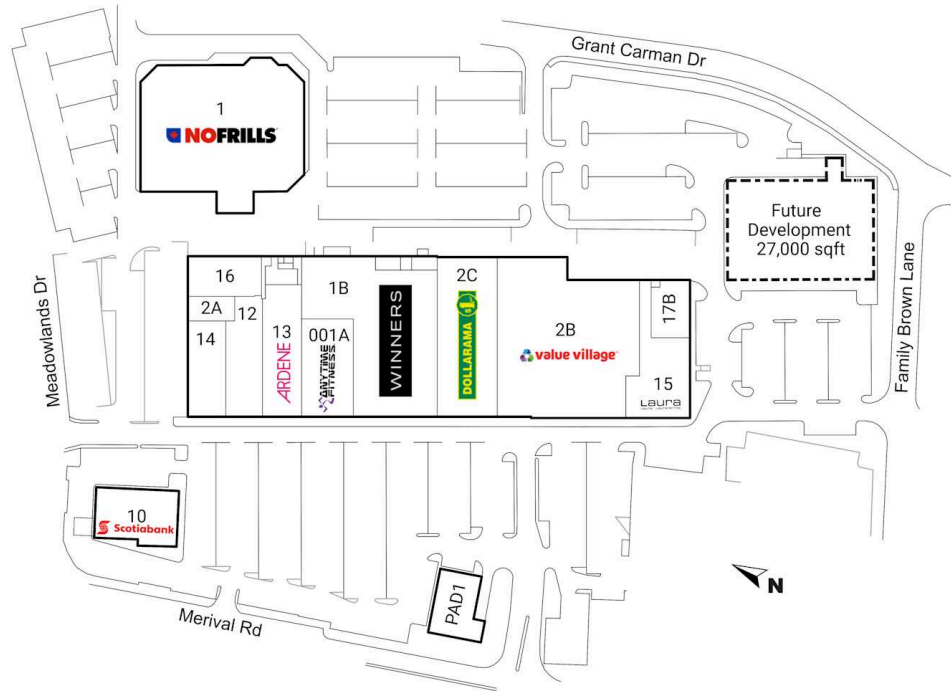 Grant Carman Dr
1
NOFRILLS
Future
Development
27,000 sqft
Meadowlands Dr
Family Brown Lane
16
2A
12
14
13
ARDENE
1B
001A
ANYTIME
FITNESS
WINNERS
2C
DOLLARAMA
2B
value village
17B
15
Laura
10
Scotiabank
PAD1
Merival Rd
N